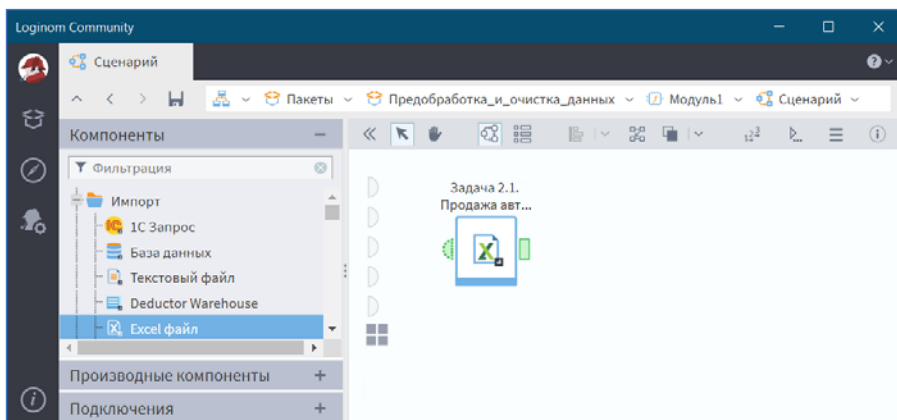 Loginom Community
Сценарий
Пакеты Предобработка_и_очистка_данных Модуль1 Сценарий
Компоненты
Фильтрация
Импорт
1С Запрос
База данных
Текстовый файл
Deductor Warehouse
Excel файл
Производные компоненты
Подключения
Задача 2.1.
Продажа авт...